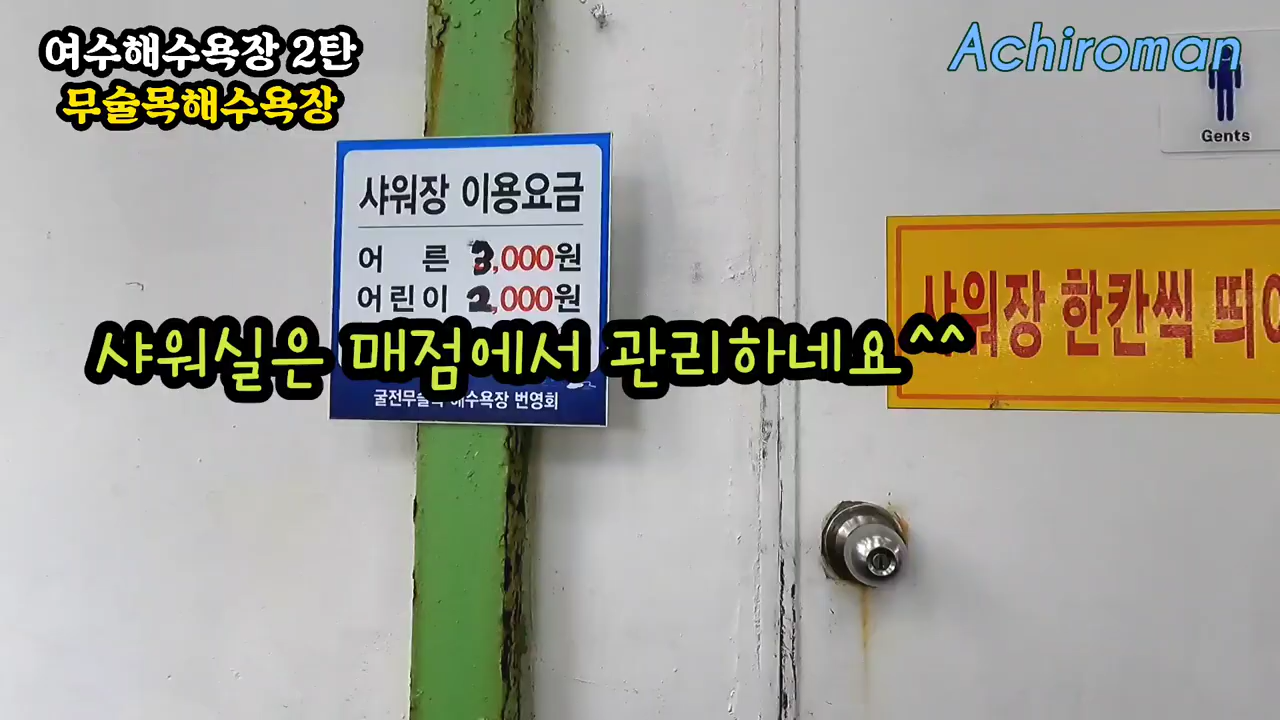 여수해수욕장 2탄
무술목해수욕장
Achiroman
Gents
샤워장 이용요금
어 른 3,000원
어린이 2,000원
샤워장 한칸씩
샤워실은 매점에서 관리하네요^^
해수욕장 번영회